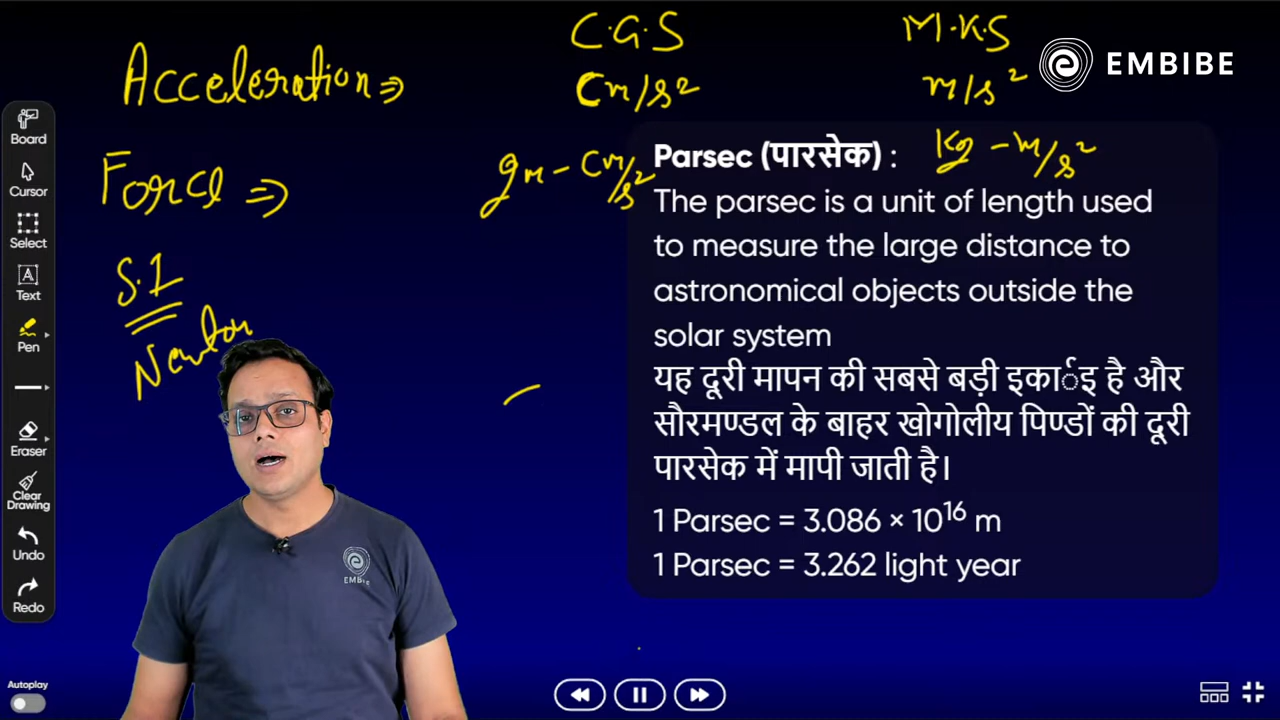 C.G.S
M.K.S
EMBIBE
Acceleration ⇒
cm/s²
m/s²
Board
Force ⇒
gm - cm/s²
Kg - m/s²
Parsec (पारसेक) :
The parsec is a unit of length used
to measure the large distance to
astronomical objects outside the
solar system
यह दूरी मापन की सबसे बड़ी इकार्इ है और
सौरमण्डल के बाहर खोगोलीय पिण्डों की दूरी
पारसेक में मापी जाती है।
1 Parsec = 3.086 × 10¹⁶ m
1 Parsec = 3.262 light year
Cursor
Select
S.I
Text
Newton
Pen
Eraser
Clear
Drawing
Undo
Redo
EMBIBE
Autoplay